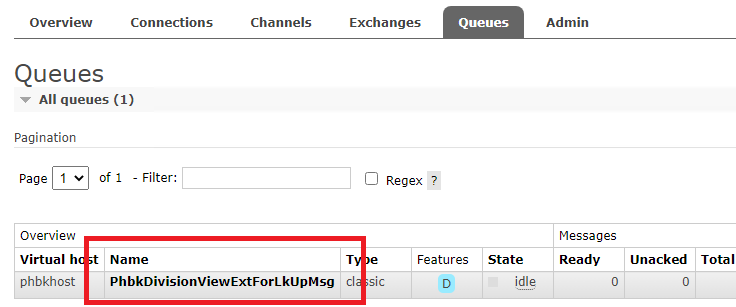 Overview Connections Channels Exchanges Queues Admin
Queues
All queues (1)
Pagination
Page 1 of 1 - Filter: Regex ?
Overview Messages
Virtual host Name Type Features State Ready Unacked Total
phbkhost PhbkDivisionViewExtForLkUpMsg classic D idle 0 0